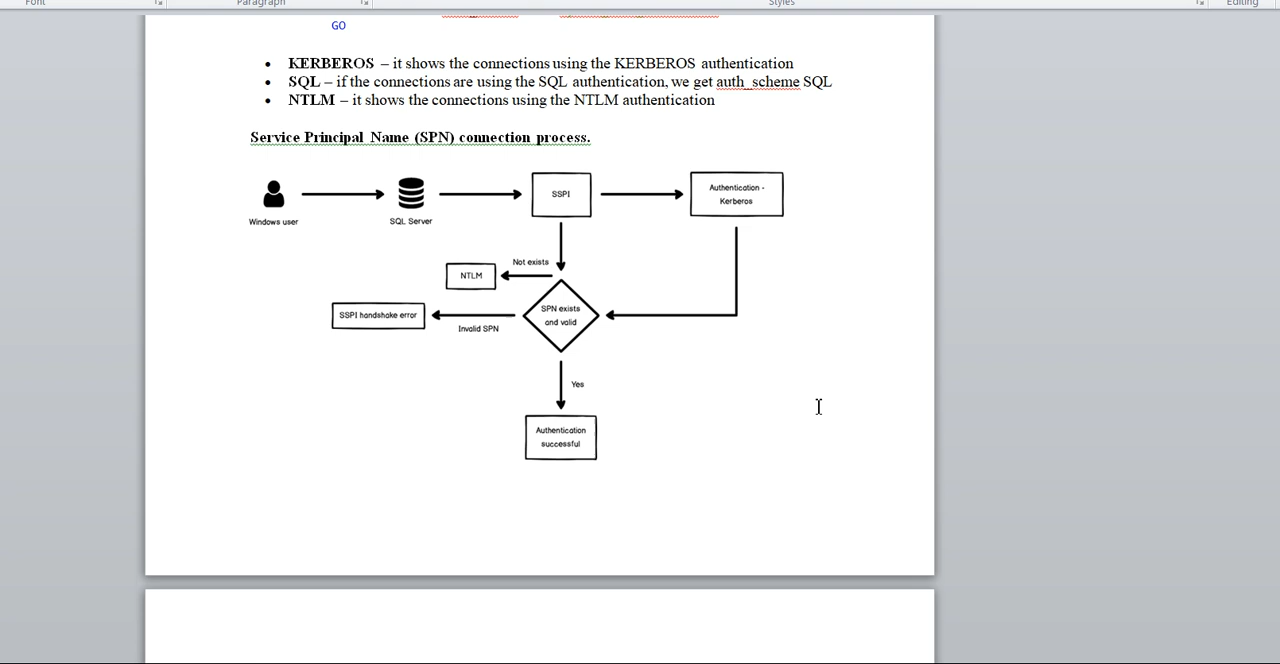 Font Paragraph Styles Editing
GO
• KERBEROS – it shows the connections using the KERBEROS authentication
• SQL – if the connections are using the SQL authentication, we get auth_scheme SQL
• NTLM – it shows the connections using the NTLM authentication
Service Principal Name (SPN) connection process.
Windows user
SQL Server
SSPI
Authentication -
Kerberos
Not exists
NTLM
SPN exists
and valid
SSPI handshake error
Invalid SPN
Yes
Authentication
successful